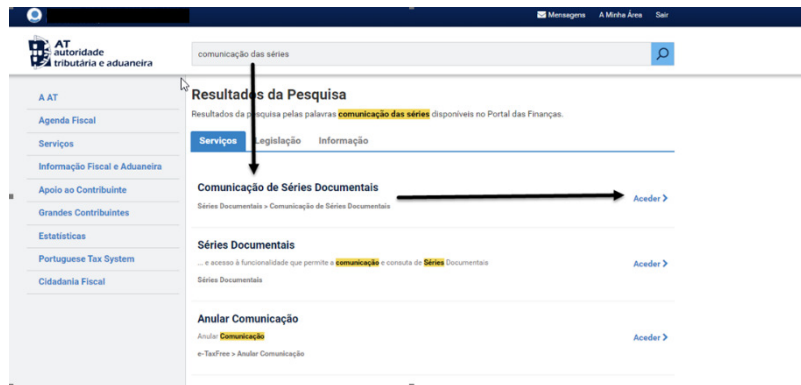 Mensagens A Minha Área Sair
AT
autoridade
tributária e aduaneira
comunicação das séries
A AT
Agenda Fiscal
Serviços
Informação Fiscal e Aduaneira
Apoio ao Contribuinte
Grandes Contribuintes
Estatísticas
Portuguese Tax System
Cidadania Fiscal
Resultados da Pesquisa
Resultados da pesquisa pelas palavras comunicação das séries disponíveis no Portal das Finanças.
Serviços Legislação Informação
Comunicação de Séries Documentais
Séries Documentais » Comunicação de Séries Documentais
Aceder
Séries Documentais
... e acesso à funcionalidade que permite a comunicação e consuta de Séries Documentais
Séries Documentais
Aceder
Anular Comunicação
Anular Comunicação
e-TaxFree > Anular Comunicação
Aceder